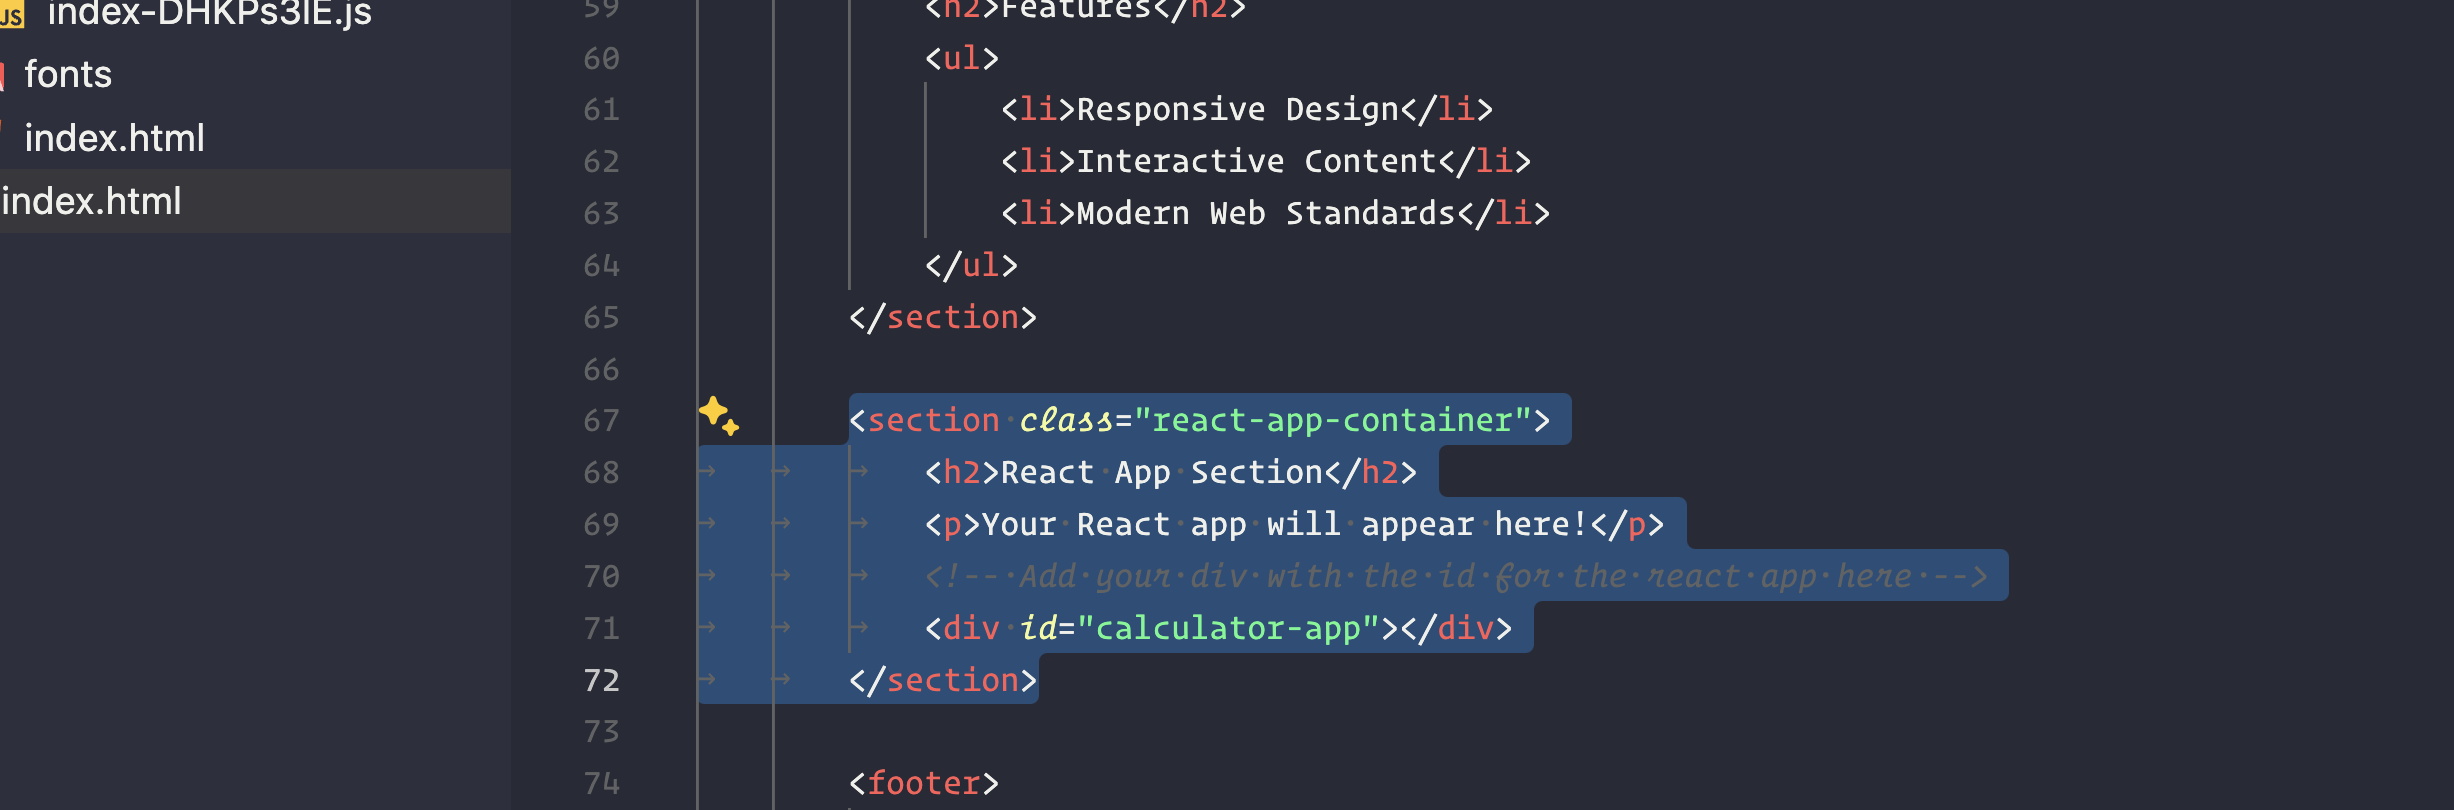 JS index-DHKPs3IE.js
fonts
index.html
index.html
59 <h2>Features</h2>
60 <ul>
61 <li>Responsive Design</li>
62 <li>Interactive Content</li>
63 <li>Modern Web Standards</li>
64 </ul>
65 </section>
66
67 <section class="react-app-container">
68 <h2>React App Section</h2>
69 <p>Your React app will appear here!</p>
70 <!-- Add your div with the id for the react app here -->
71 <div id="calculator-app"></div>
72 </section>
73
74 <footer>